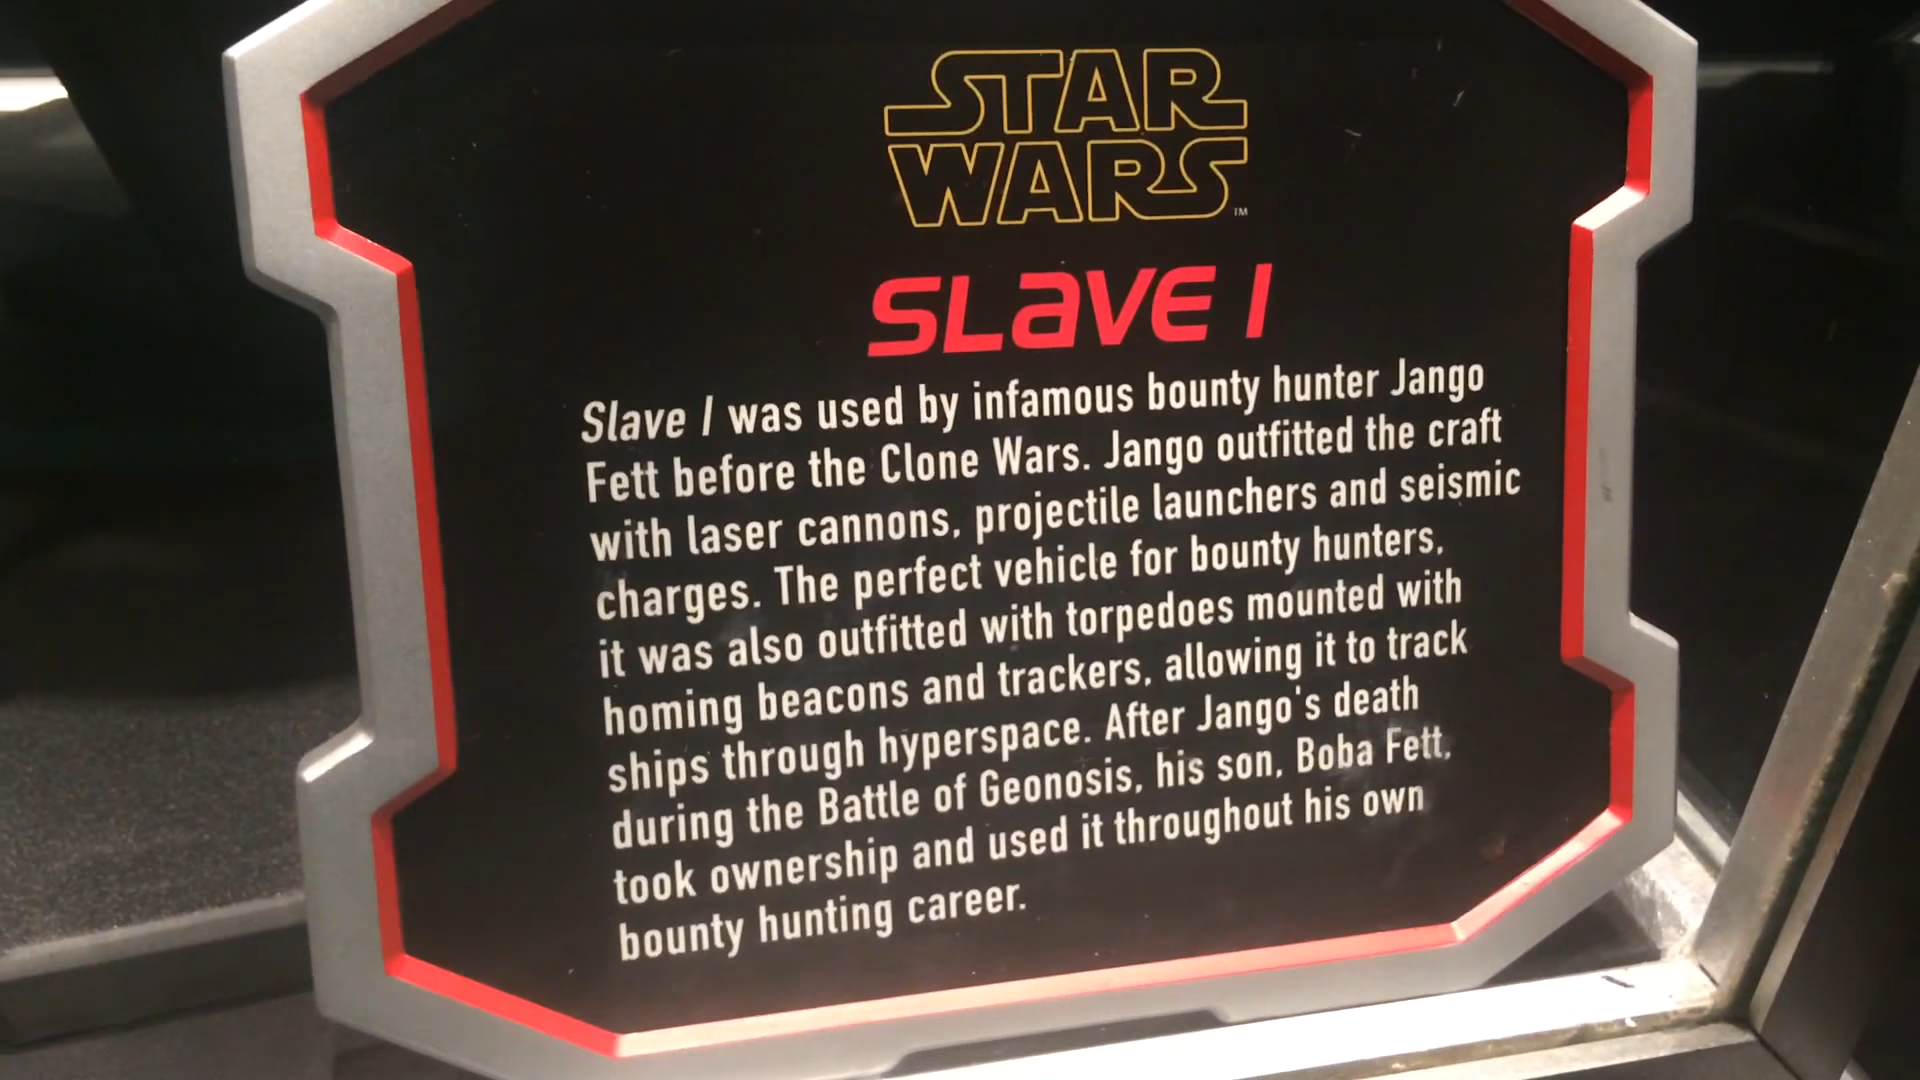 STAR
WARS™
SLAVE I
Slave I was used by infamous bounty hunter Jango
Fett before the Clone Wars. Jango outfitted the craft
with laser cannons, projectile launchers and seismic
charges. The perfect vehicle for bounty hunters,
it was also outfitted with torpedoes mounted with
homing beacons and trackers, allowing it to track
ships through hyperspace. After Jango's death
during the Battle of Geonosis, his son, Boba Fett,
took ownership and used it throughout his own
bounty hunting career.